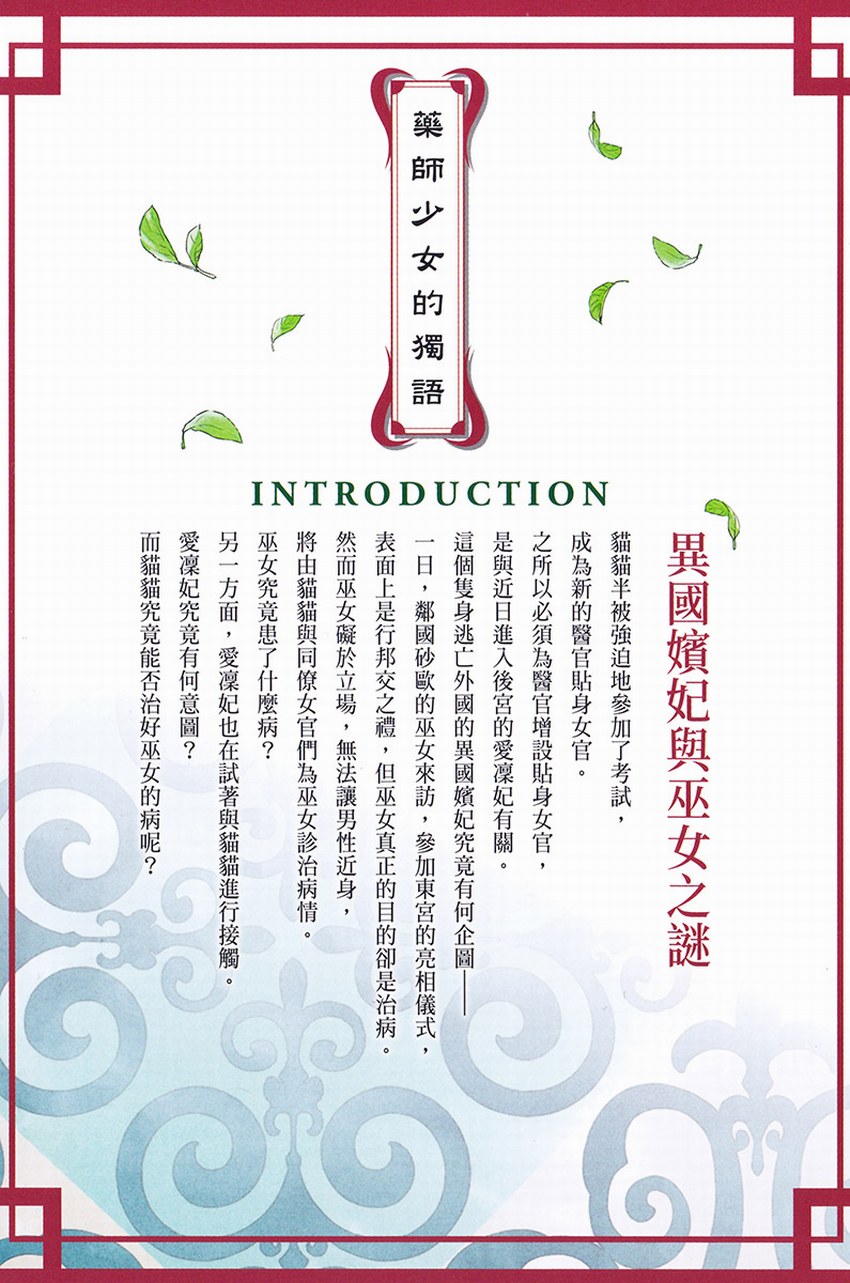 藥師少女的獨語
INTRODUCTION
異國嬪妃與巫女之謎
貓貓半被強迫地參加了考試，
成為新的醫官貼身女官。
之所以必須為醫官增設貼身女官，
是與近日進入後宮的愛凜妃有關。
這個隻身逃亡外國的異國嬪妃究竟有何企圖——
一日，鄰國砂歐的巫女來訪，參加東宮的亮相儀式，
表面上是行邦交之禮，但巫女真正的目的卻是治病。
然而巫女礙於立場，無法讓男性近身，
將由貓貓與同僚女官們為巫女診治病情。
巫女究竟患了什麼病？
另一方面，愛凜妃也在試著與貓貓進行接觸。
愛凜妃究竟有何意圖？
而貓貓究竟能否治好巫女的病呢？